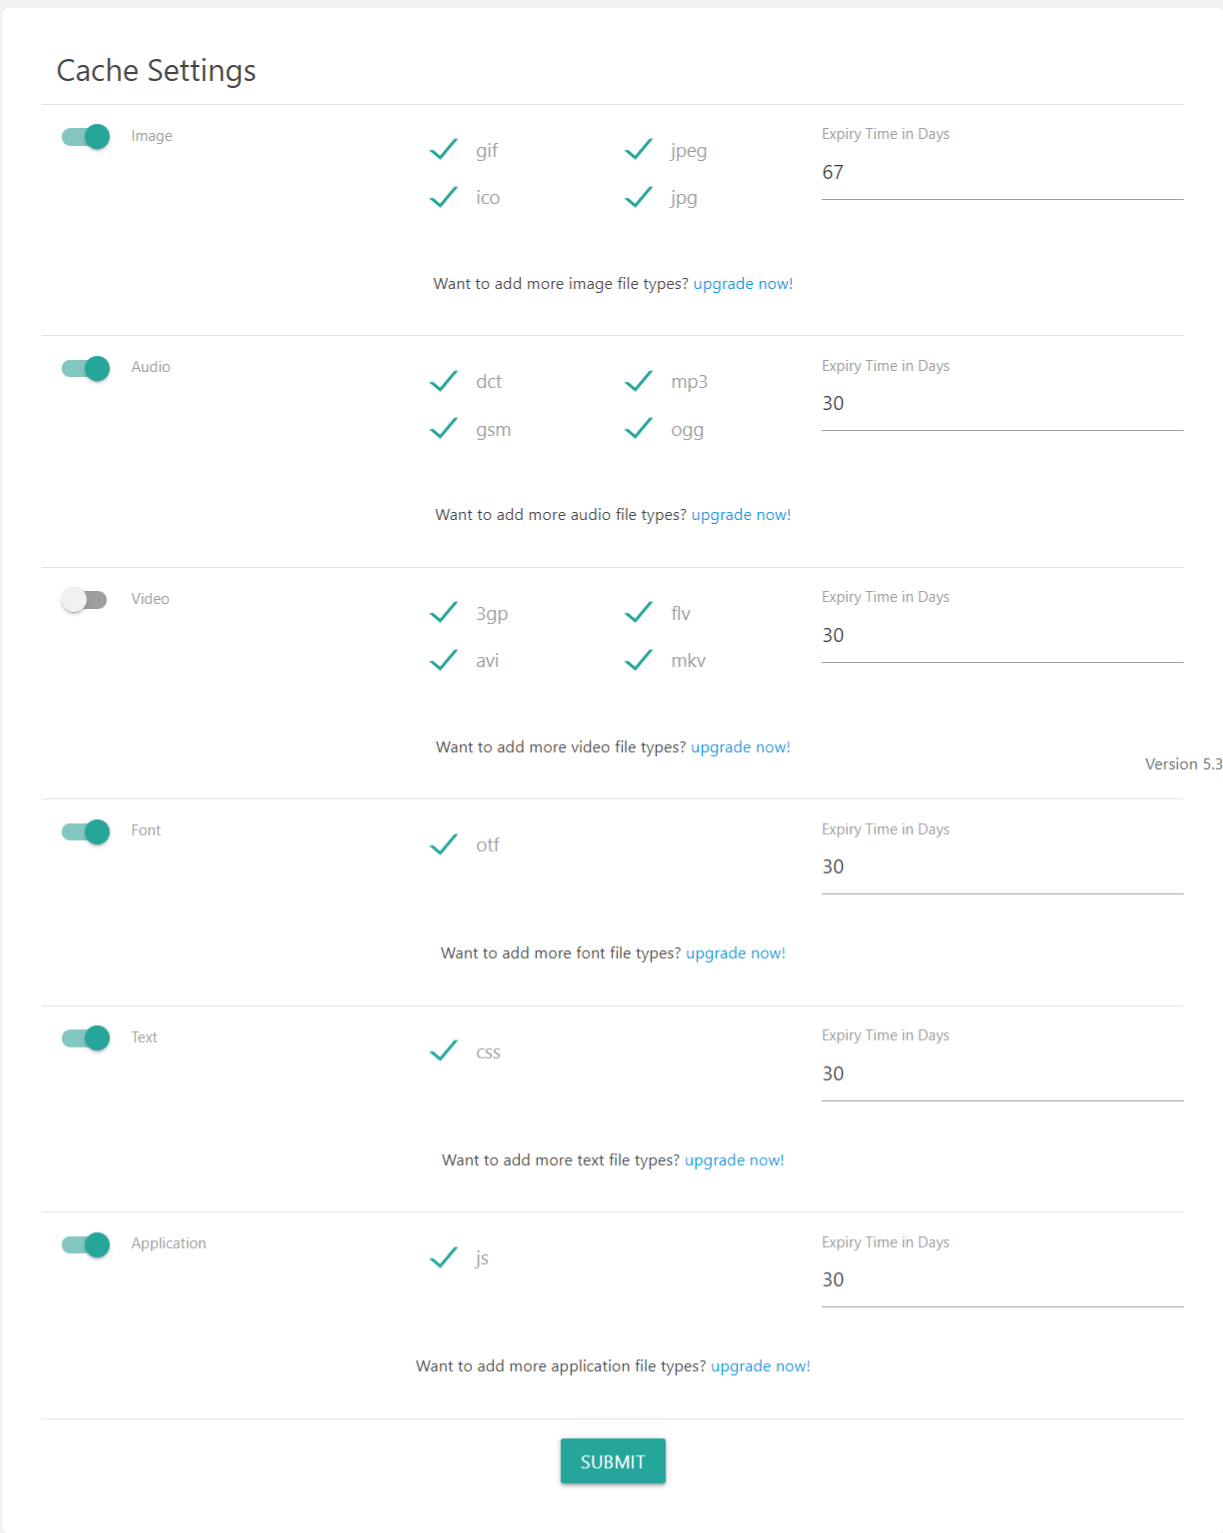 Cache Settings
Image
gif
jpeg
ico
jpg
Expiry Time in Days
67
Want to add more image file types? upgrade now!
Audio
dct
mp3
gsm
ogg
Expiry Time in Days
30
Want to add more audio file types? upgrade now!
Video
3gp
flv
avi
mkv
Expiry Time in Days
30
Want to add more video file types? upgrade now!
Version 5.3
Font
otf
Expiry Time in Days
30
Want to add more font file types? upgrade now!
Text
css
Expiry Time in Days
30
Want to add more text file types? upgrade now!
Application
js
Expiry Time in Days
30
Want to add more application file types? upgrade now!
SUBMIT